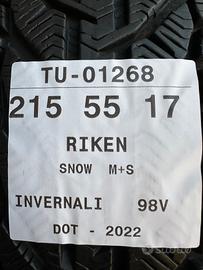 TU-01268
215 55 17
RIKEN
SNOW M+S
INVERNALI 98V
DOT - 2022